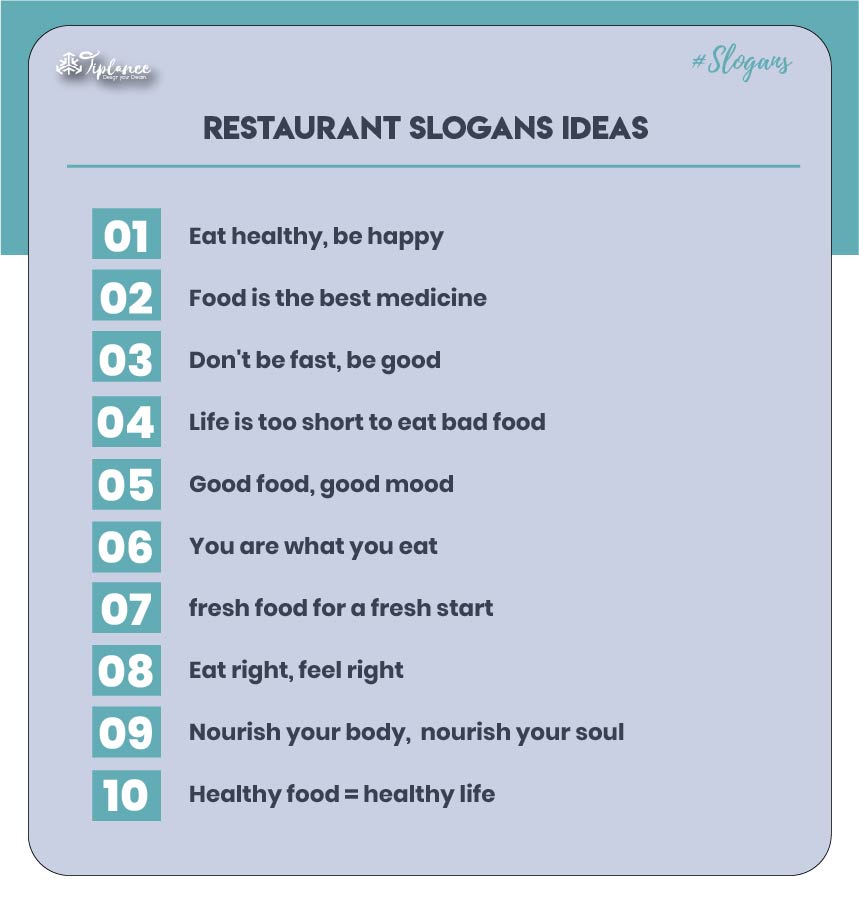 Tiplance
Design your Dream
#Slogans
RESTAURANT SLOGANS IDEAS
01 Eat healthy, be happy
02 Food is the best medicine
03 Don't be fast, be good
04 Life is too short to eat bad food
05 Good food, good mood
06 You are what you eat
07 fresh food for a fresh start
08 Eat right, feel right
09 Nourish your body, nourish your soul
10 Healthy food = healthy life